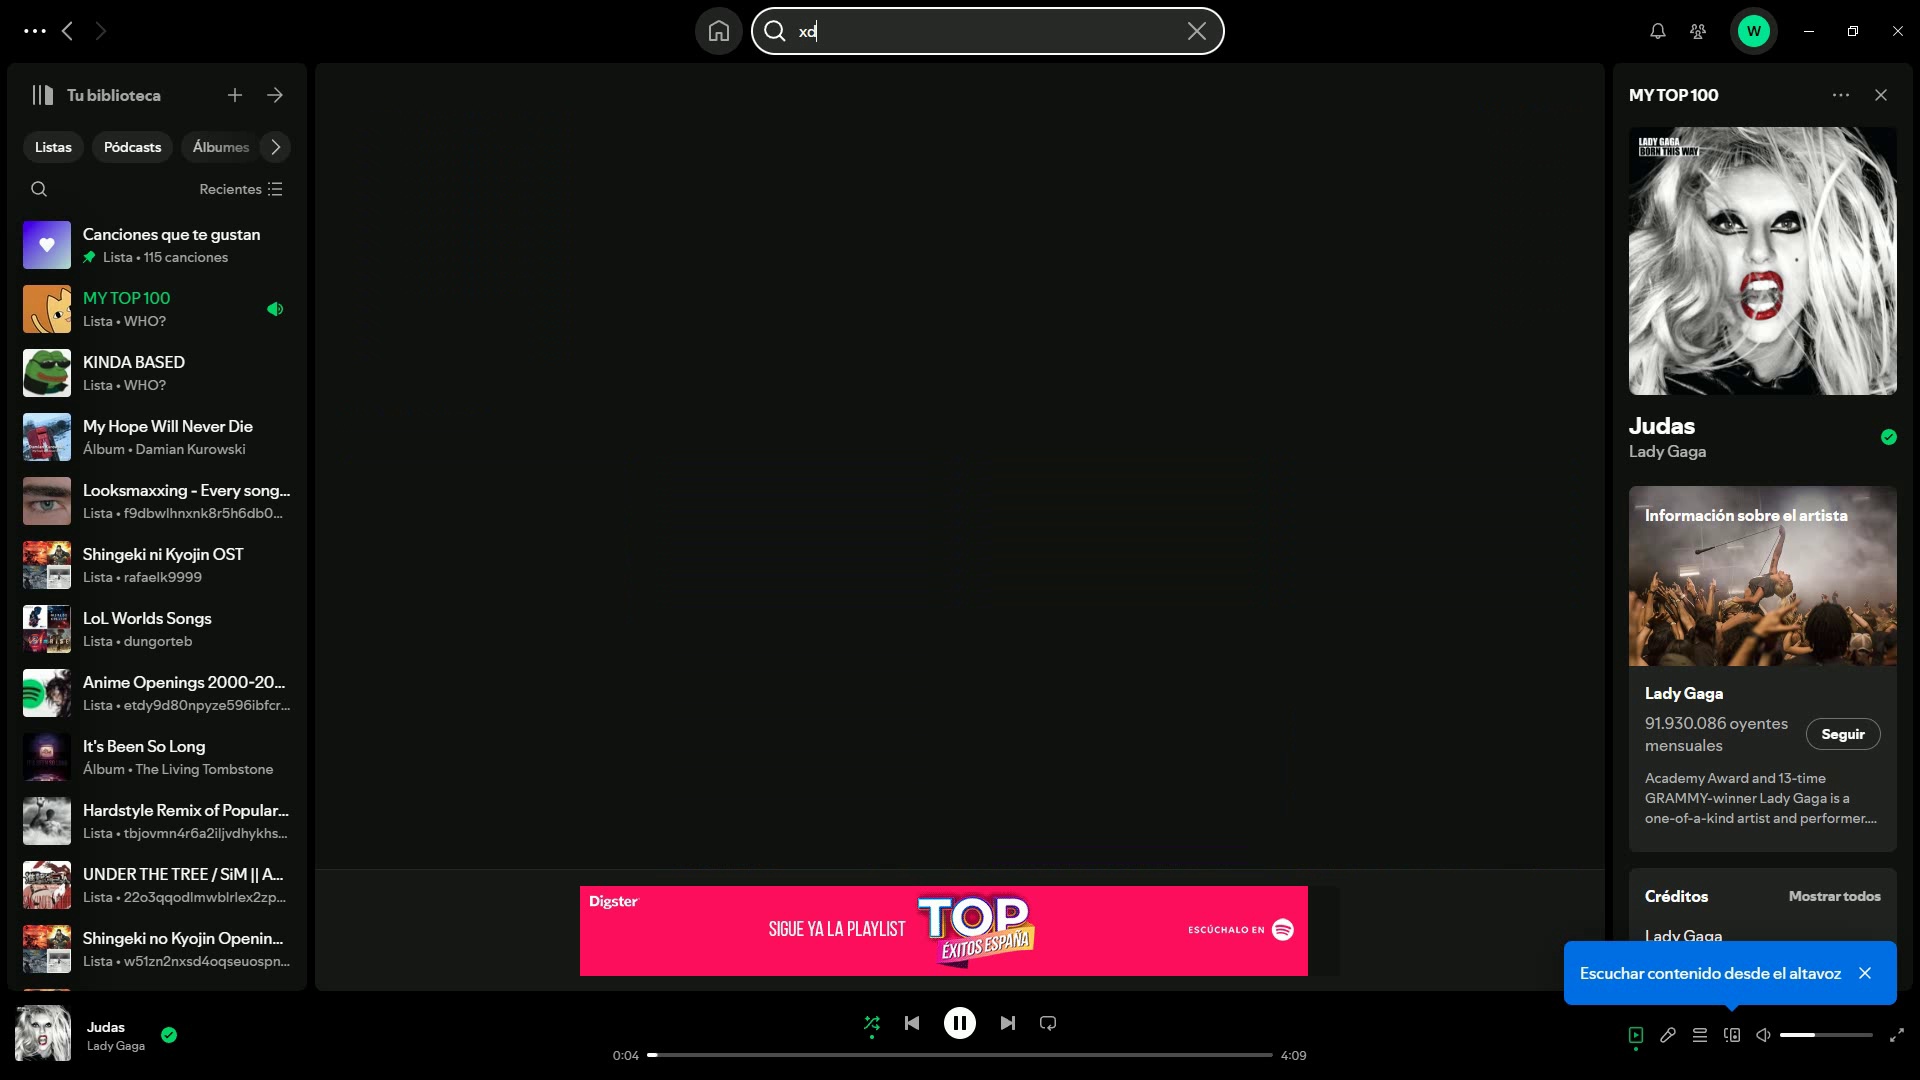 xd
W
Tu biblioteca
Listas
Pódcasts
Álbumes
Recientes
Canciones que te gustan
Lista • 115 canciones
MY TOP 100
Lista • WHO?
KINDA BASED
Lista • WHO?
My Hope Will Never Die
Álbum • Damian Kurowski
Looksmaxxing - Every song...
Lista • f9dbwlhnxnk8r5h6db0...
Shingeki ni Kyojin OST
Lista • rafaelk9999
LoL Worlds Songs
Lista • dungorteb
Anime Openings 2000-20...
Lista • etdy9d80npyze596ibfcr...
It's Been So Long
Álbum • The Living Tombstone
Hardstyle Remix of Popular...
Lista • tbjovmn4r6a2iljvdhykhs...
UNDER THE TREE / SiM || A...
Lista • 22o3qqodlmwblrlex2zp...
Shingeki no Kyojin Openin...
Lista • w51zn2nxsd4oqseuospn...
Digster
SIGUE YA LA PLAYLIST
TOP
ÉXITOS ESPAÑA
ESCÚCHALO EN
MY TOP 100
LADY GAGA
BORN THIS WAY
Judas
Lady Gaga
Información sobre el artista
Lady Gaga
91.930.086 oyentes
mensuales
Seguir
Academy Award and 13-time
GRAMMY-winner Lady Gaga is a
one-of-a-kind artist and performer....
Créditos
Mostrar todos
Lady Gaga
Escuchar contenido desde el altavoz
Judas
Lady Gaga
0:04
4:09